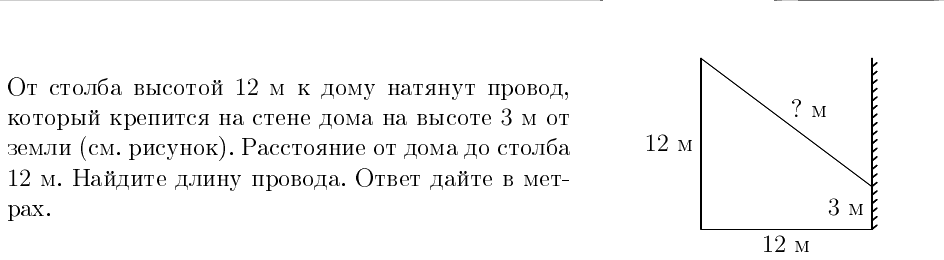 От столба высотой 12 м к дому натянут провод,
который крепится на стене дома на высоте 3 м от
земли (см. рисунок). Расстояние от дома до столба
12 м. Найдите длину провода. Ответ дайте в мет-
рах.
? м
12 м
3 м
12 м